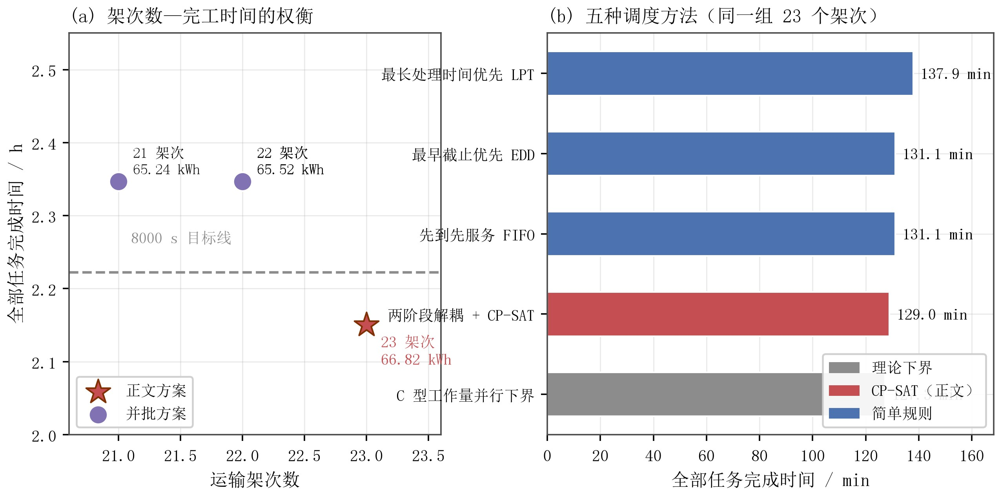 (a) 架次数—完工时间的权衡
全部任务完成时间 / h
2.5
2.4
2.3
2.2
2.1
2.0
21 架次
65.24 kWh
22 架次
65.52 kWh
8000 s 目标线
23 架次
66.82 kWh
正文方案
并批方案
21.0 21.5 22.0 22.5 23.0 23.5
运输架次数
(b) 五种调度方法（同一组 23 个架次）
最长处理时间优先 LPT
137.9 min
最早截止优先 EDD
131.1 min
先到先服务 FIFO
131.1 min
两阶段解耦 + CP-SAT
129.0 min
C 型工作量并行下界
理论下界
CP-SAT（正文）
简单规则
0 20 40 60 80 100 120 140 160
全部任务完成时间 / min